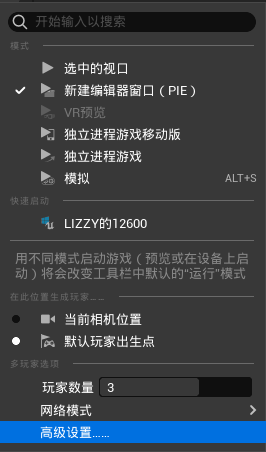 开始输入以搜索
模式
选中的视口
新建编辑器窗口（PIE）
VR预览
独立进程游戏移动版
独立进程游戏
模拟 ALT+S
快速启动
LIZZY的12600
用不同模式启动游戏（预览或在设备上启
动）将会改变工具栏中默认的“运行”模式
在此位置生成玩家……
当前相机位置
默认玩家出生点
多玩家选项
玩家数量 3
网络模式
高级设置……